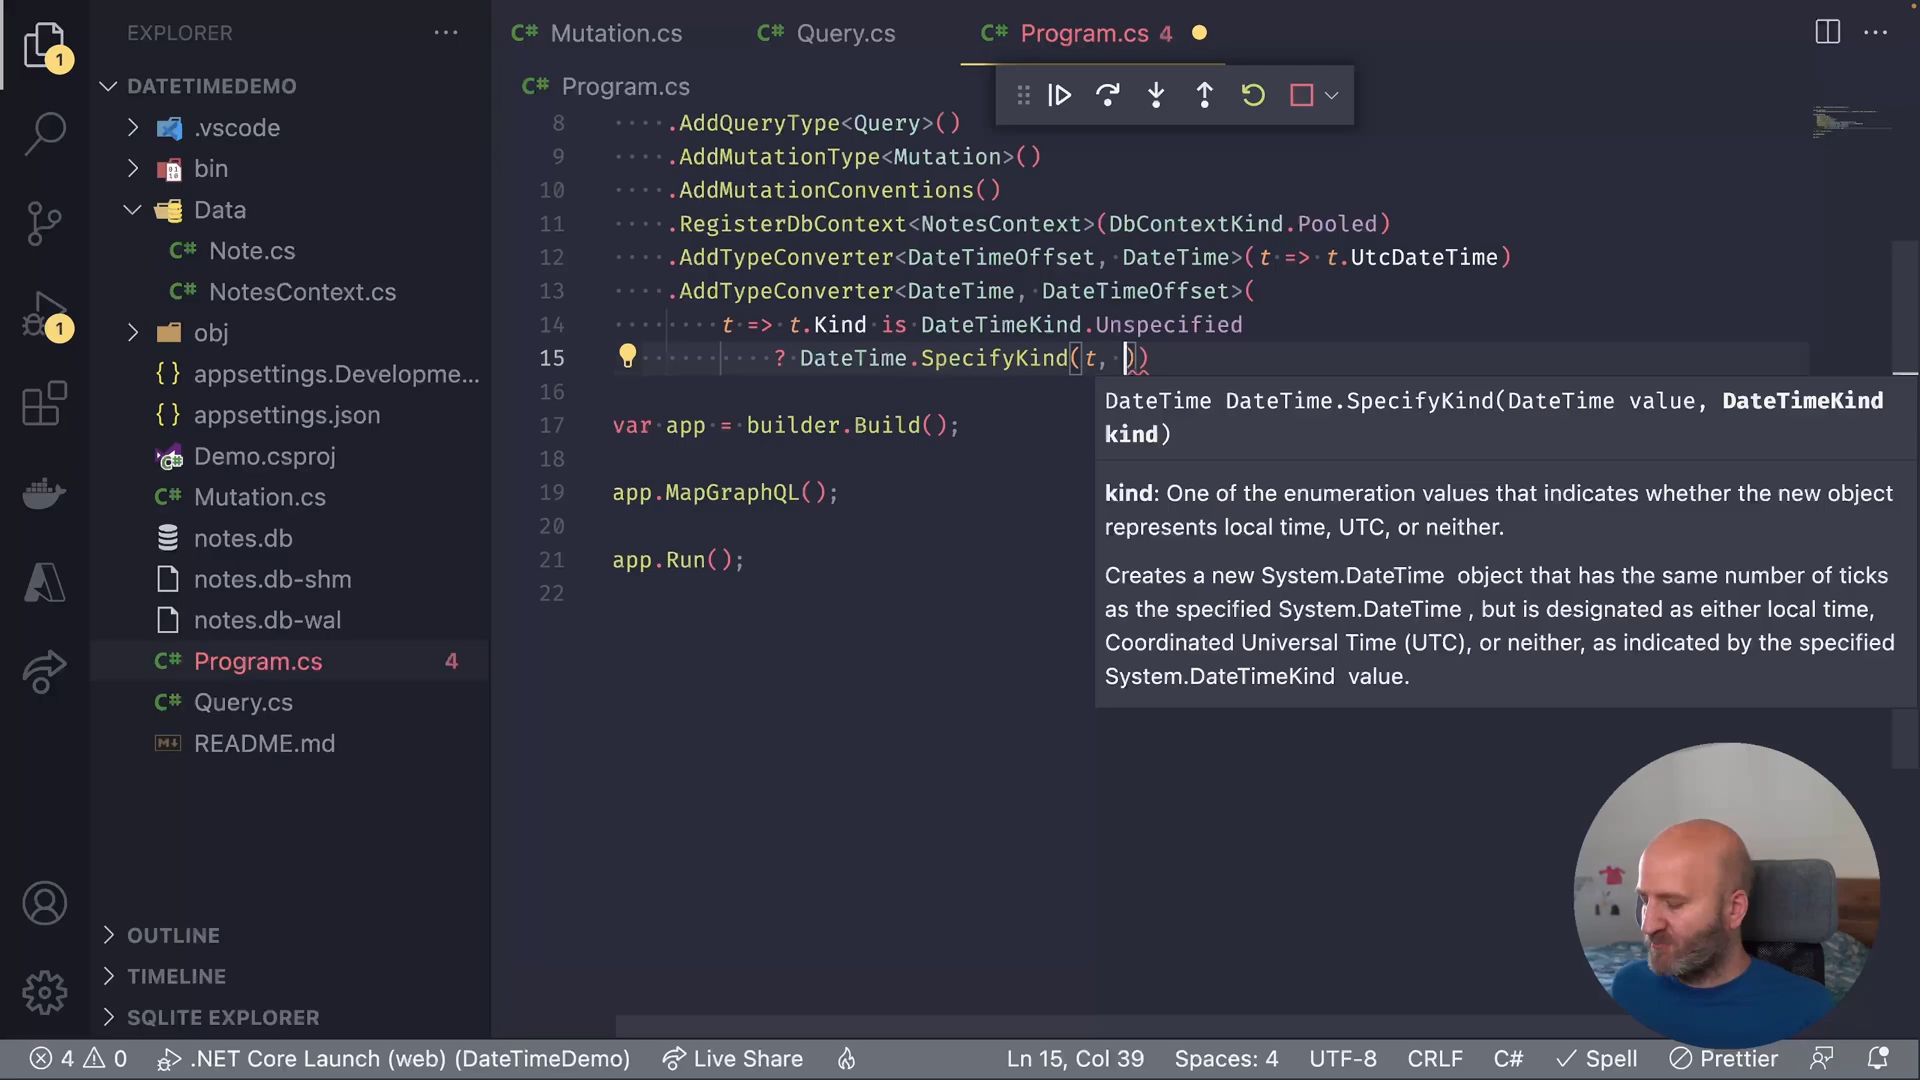 EXPLORER
DATETIMEDEMO
.vscode
bin
Data
C# Note.cs
C# NotesContext.cs
obj
{} appsettings.Developme...
{} appsettings.json
Demo.csproj
C# Mutation.cs
notes.db
notes.db-shm
notes.db-wal
C# Program.cs 4
C# Query.cs
README.md
OUTLINE
TIMELINE
SQLITE EXPLORER
1
1
C# Mutation.cs
C# Query.cs
C# Program.cs 4
C# Program.cs
8 .AddQueryType<Query>()
9 .AddMutationType<Mutation>()
10 .AddMutationConventions()
11 .RegisterDbContext<NotesContext>(DbContextKind.Pooled)
12 .AddTypeConverter<DateTimeOffset, DateTime>(t => t.UtcDateTime)
13 .AddTypeConverter<DateTime, DateTimeOffset>(
14 t => t.Kind is DateTimeKind.Unspecified
15 ? DateTime.SpecifyKind(t, ))
16
17 var app = builder.Build();
18
19 app.MapGraphQL();
20
21 app.Run();
22
DateTime DateTime.SpecifyKind(DateTime value, DateTimeKind
kind)
kind: One of the enumeration values that indicates whether the new object
represents local time, UTC, or neither.
Creates a new System.DateTime object that has the same number of ticks
as the specified System.DateTime , but is designated as either local time,
Coordinated Universal Time (UTC), or neither, as indicated by the specified
System.DateTimeKind value.
4 0 .NET Core Launch (web) (DateTimeDemo) Live Share Ln 15, Col 39 Spaces: 4 UTF-8 CRLF C# Spell Prettier